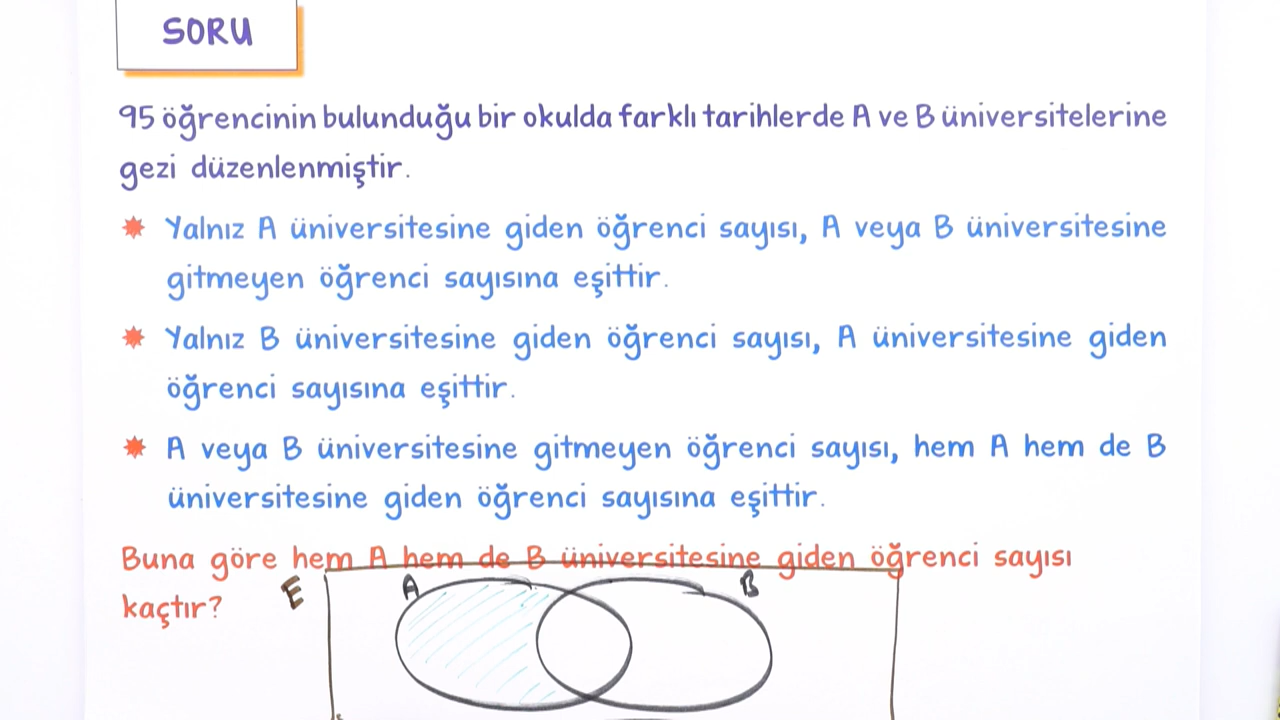 SORU
95 öğrencinin bulunduğu bir okulda farklı tarihlerde A ve B üniversitelerine
gezi düzenlenmiştir.
Yalnız A üniversitesine giden öğrenci sayısı, A veya B üniversitesine
gitmeyen öğrenci sayısına eşittir.
Yalnız B üniversitesine giden öğrenci sayısı, A üniversitesine giden
öğrenci sayısına eşittir.
A veya B üniversitesine gitmeyen öğrenci sayısı, hem A hem de B
üniversitesine giden öğrenci sayısına eşittir.
Buna göre hem A hem de B üniversitesine giden öğrenci sayısı
kaçtır?
E A B